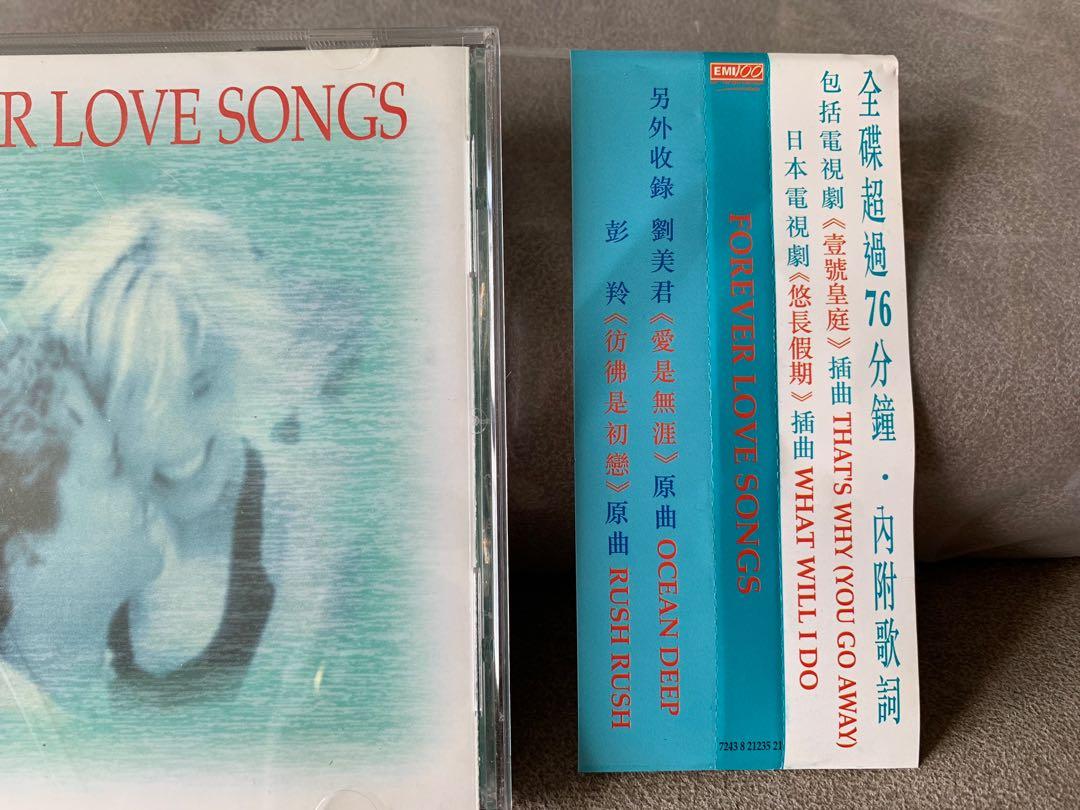 R LOVE SONGS
EMI 100
全碟超過76分鐘・內附歌詞
包括電視劇《壹號皇庭》插曲 THAT'S WHY (YOU GO AWAY)
日本電視劇《悠長假期》插曲 WHAT WILL I DO
FOREVER LOVE SONGS
7243 8 21235 21
另外收錄 劉美君《愛是無涯》原曲 OCEAN DEEP
彭羚《彷彿是初戀》原曲 RUSH RUSH